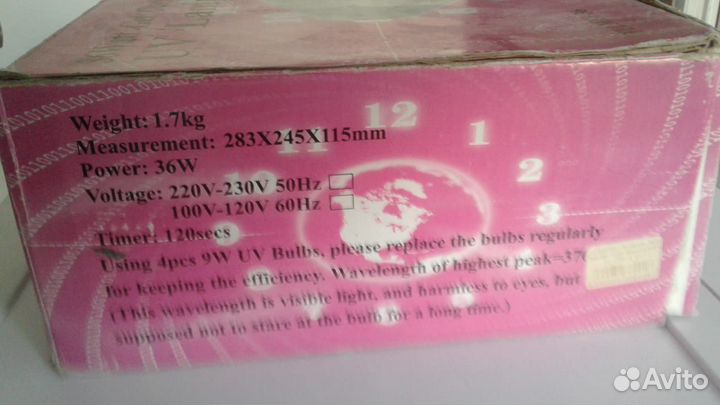 UV
Weight: 1.7kg
Measurement: 283X245X115mm
Power: 36W
Voltage: 220V-230V 50Hz
100V-120V 60Hz
Timer: 120secs
Using 4pcs 9W UV Bulbs, please replace the bulbs regularly
for keeping the efficiency. Wavelength of highest peak=37
(This wavelength is visible light, and harmless to eyes, but
supposed not to stare at the bulb for a long time.)
12
1
2
3
Avito